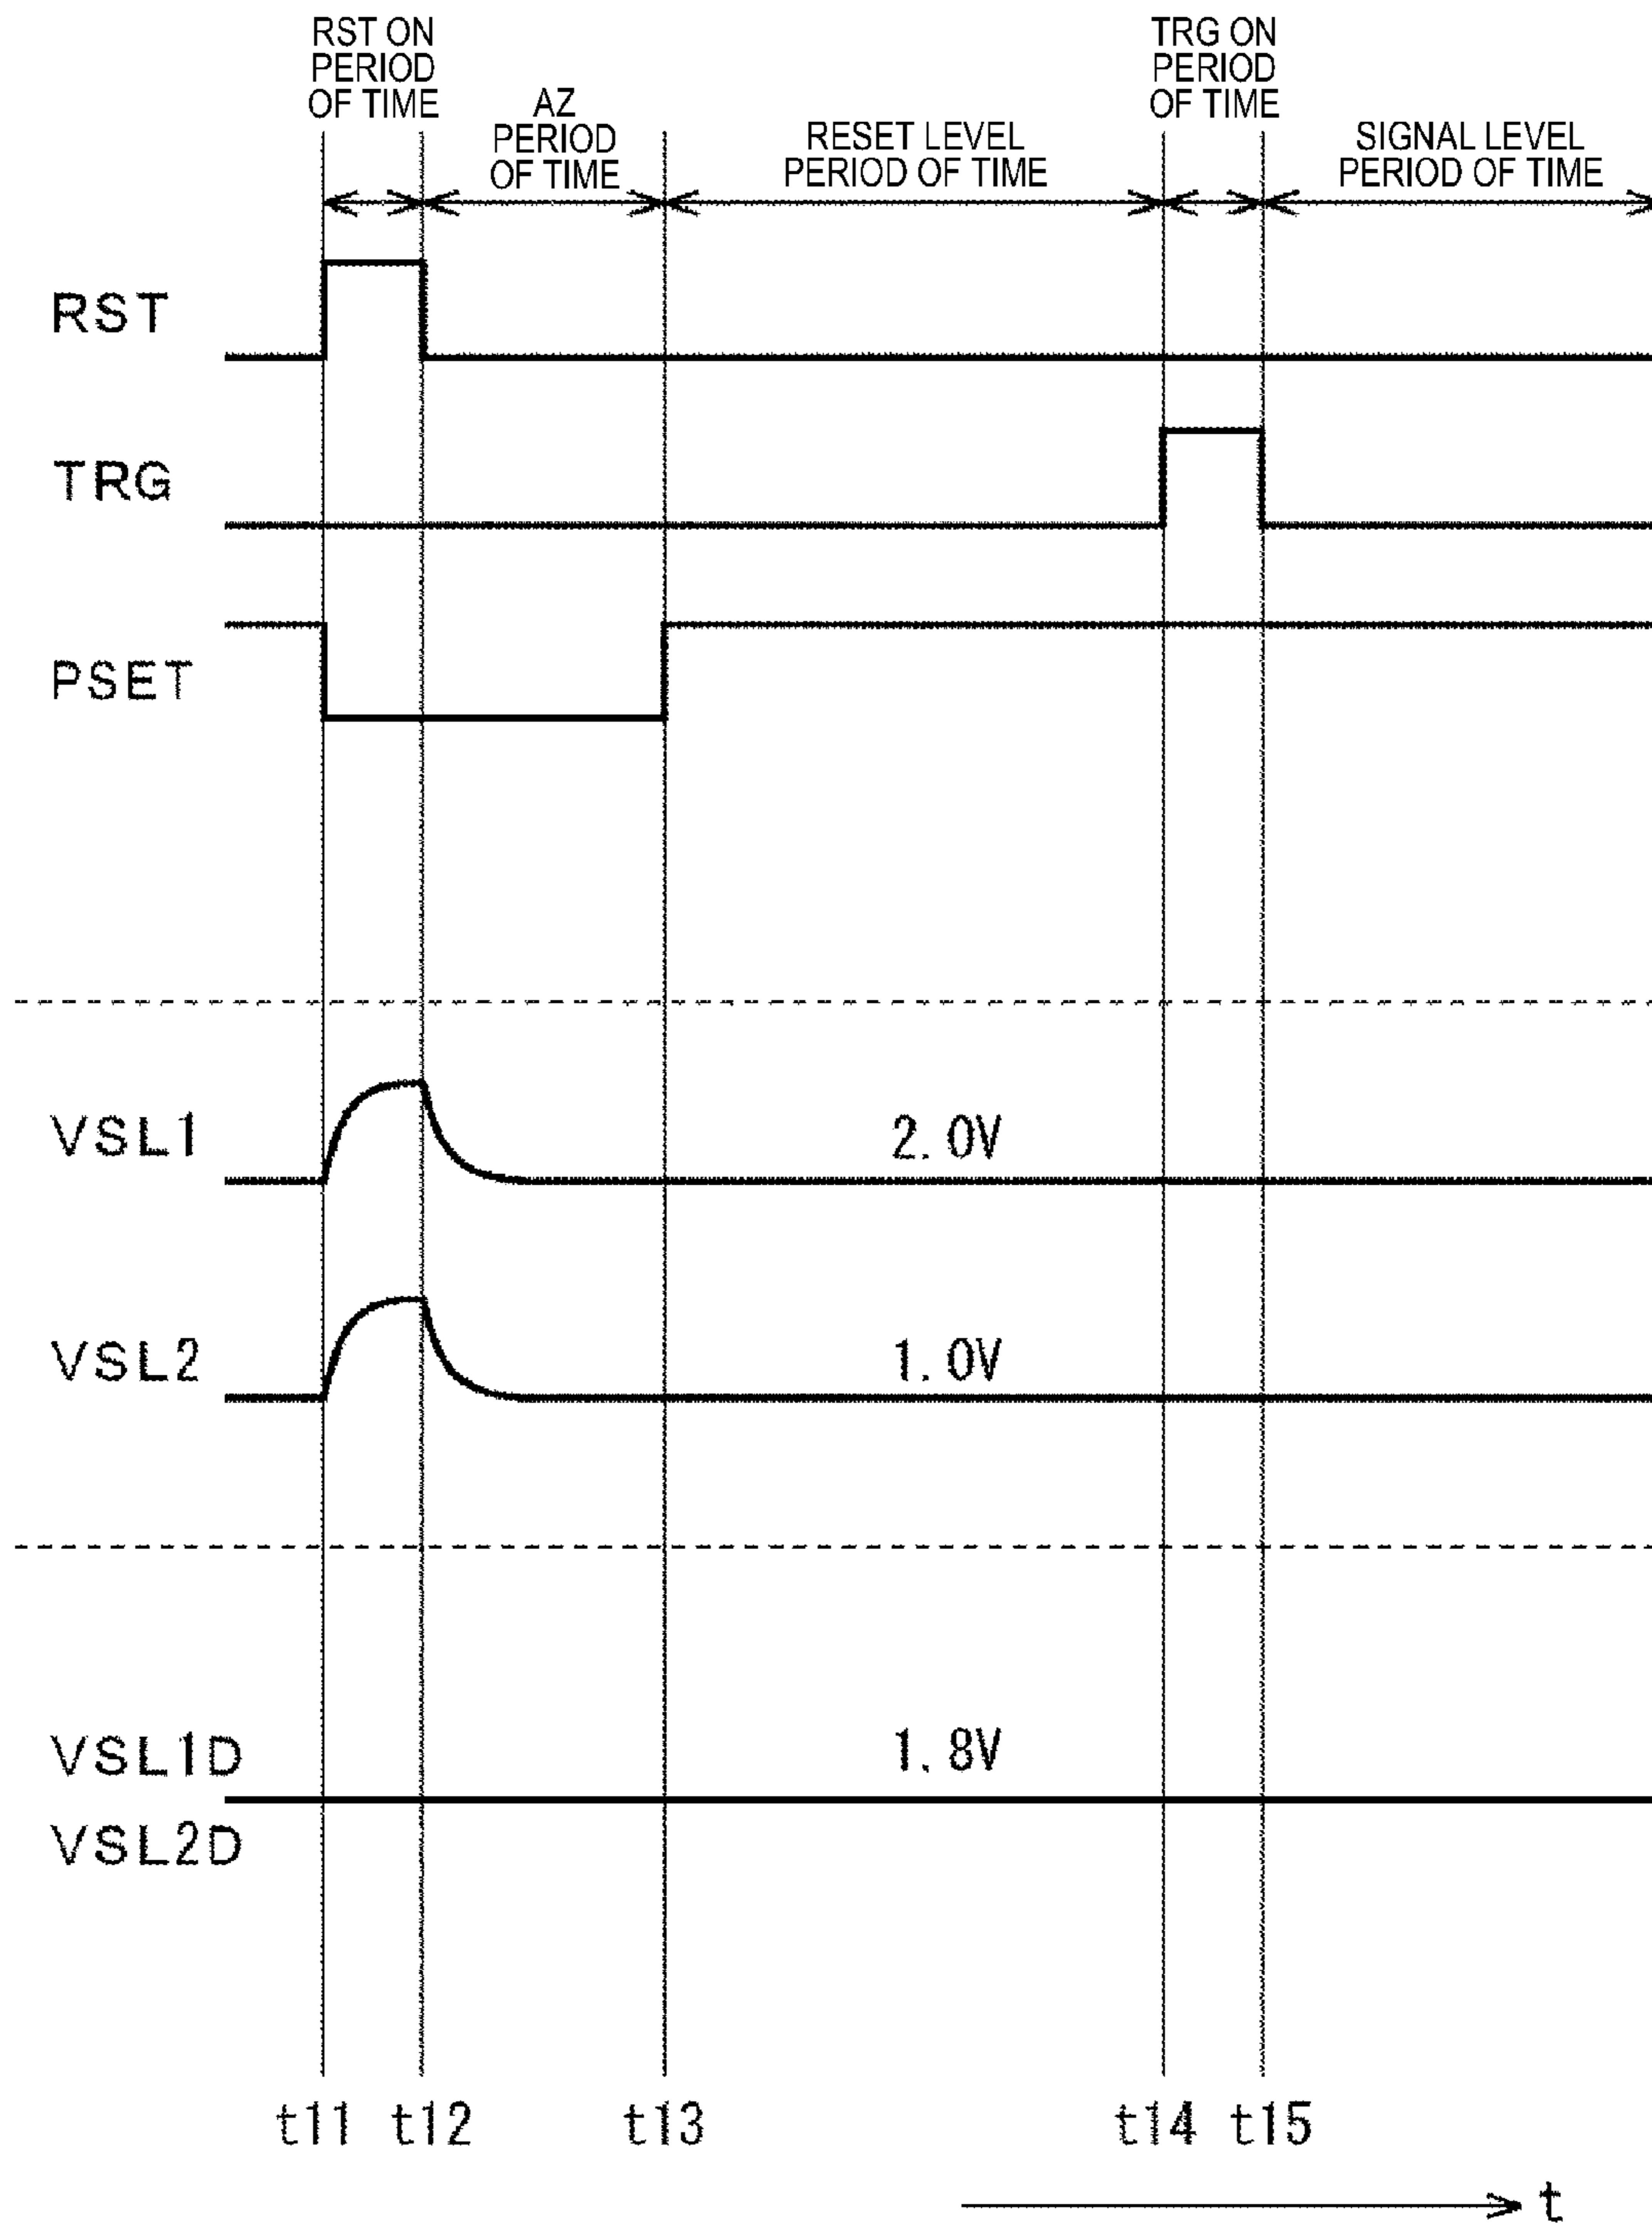 RST ON
PERIOD
OF TIME
AZ
PERIOD
OF TIME
RESET LEVEL
PERIOD OF TIME
TRG ON
PERIOD
OF TIME
SIGNAL LEVEL
PERIOD OF TIME
RST
TRG
PSET
VSL1
2.0V
VSL2
1.0V
VSL1D
1.8V
VSL2D
t11 t12 t13 t14 t15
t